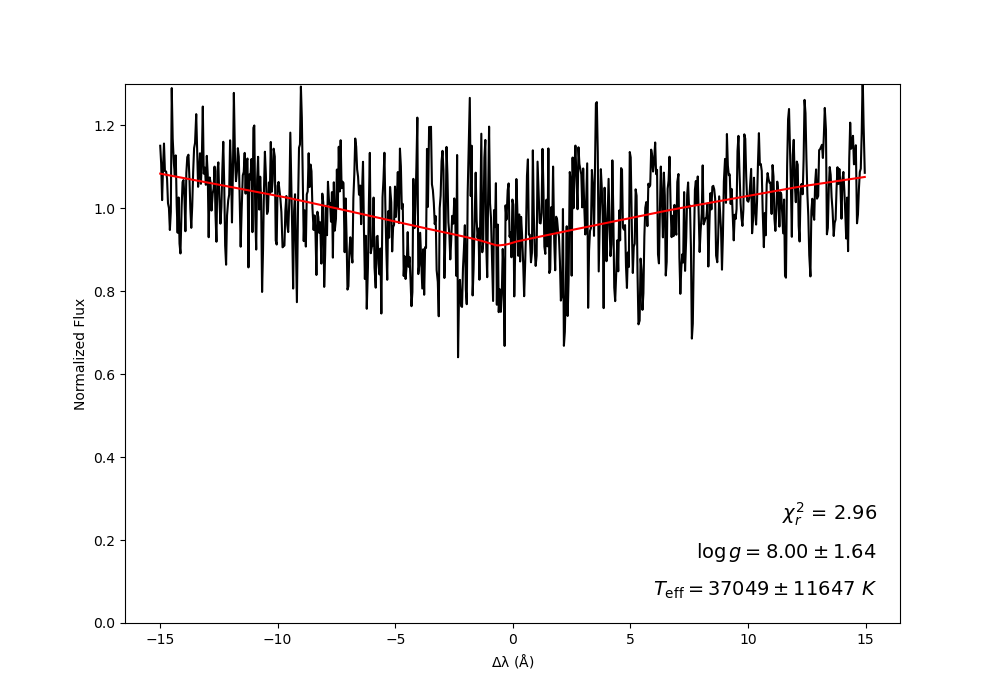 1.2
1.0
0.8
0.6
0.4
0.2
0.0
Normalized Flux
χ²ᵣ = 2.96
log g = 8.00 ± 1.64
T_eff = 37049 ± 11647 K
−15 −10 −5 0 5 10 15
Δλ (Å)